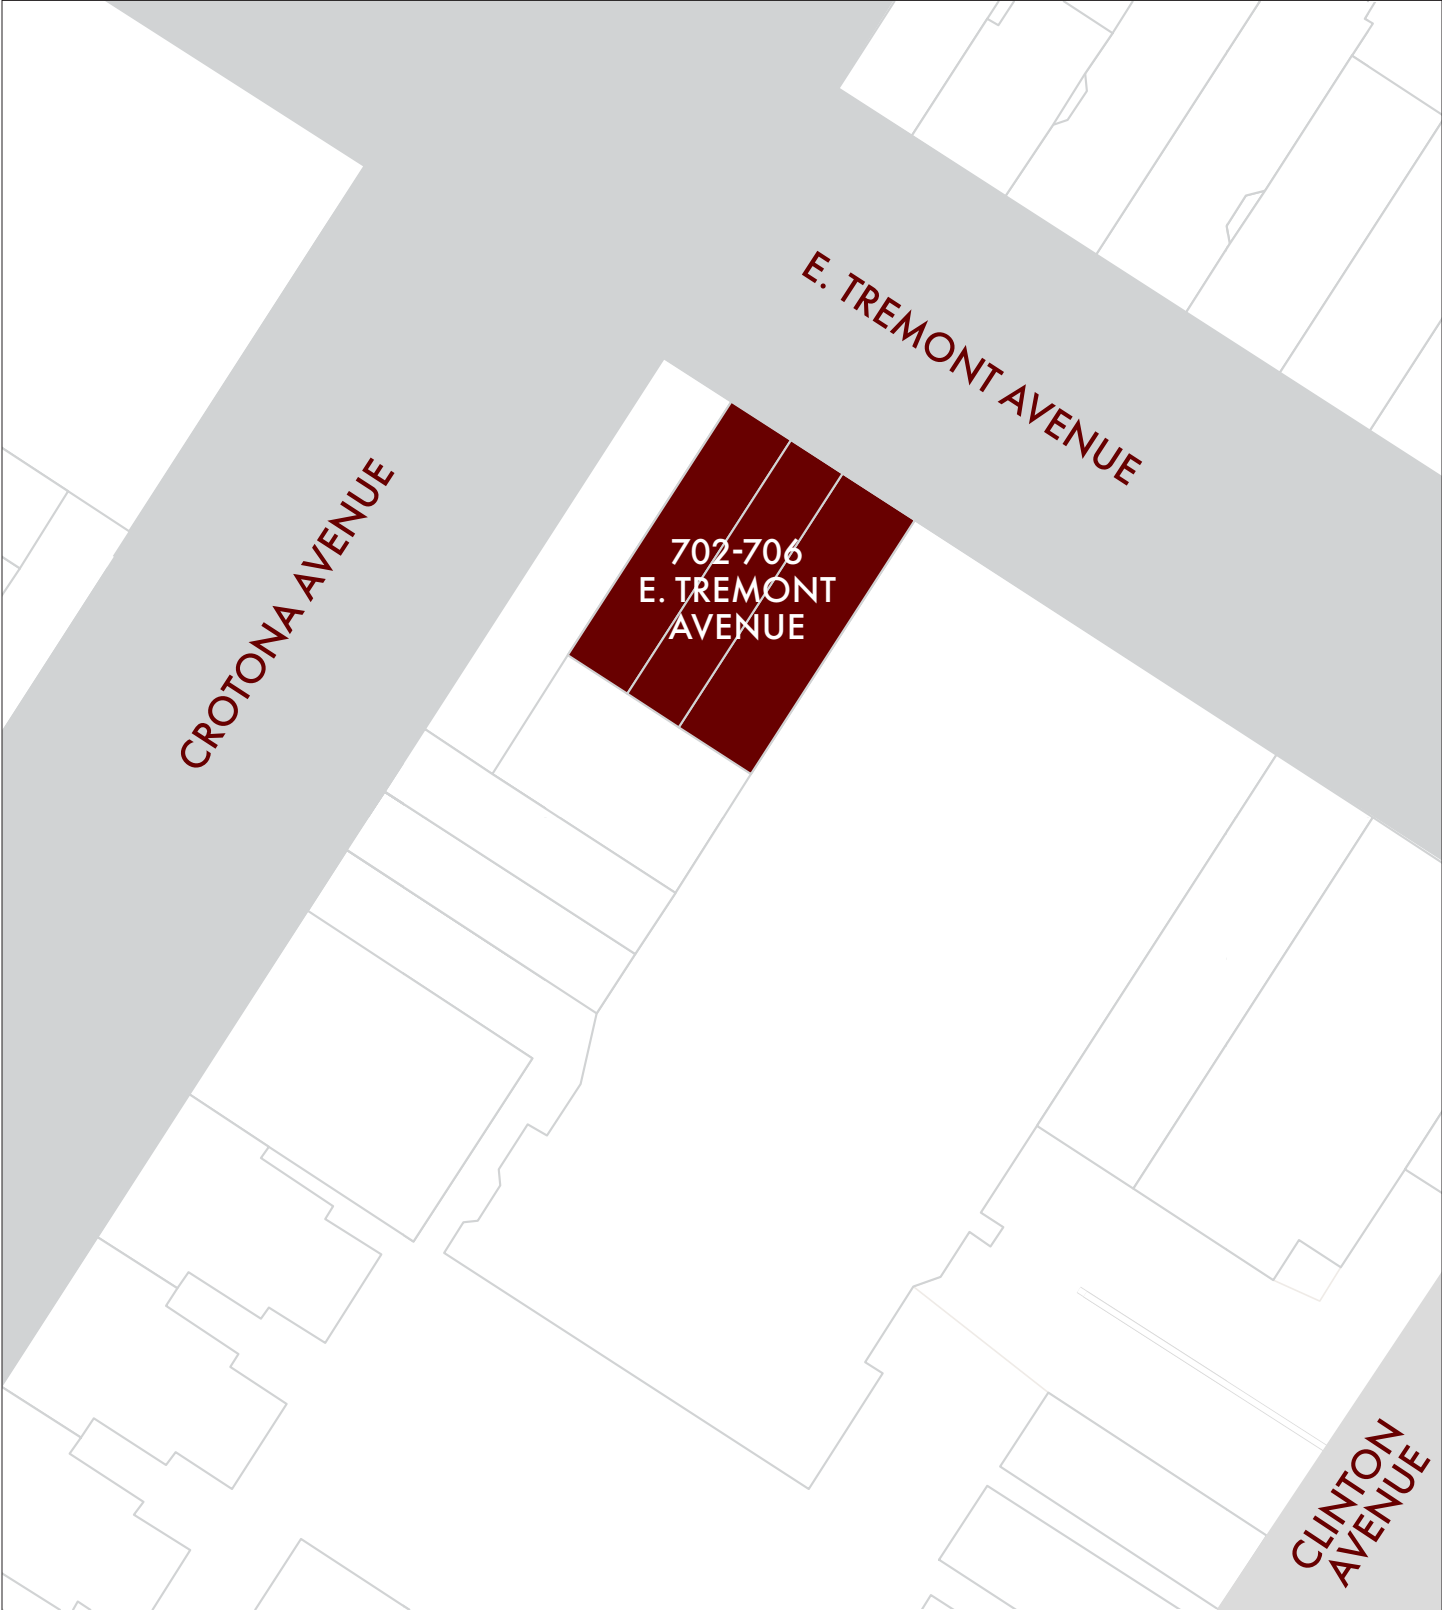 E. TREMONT AVENUE
CROTONA AVENUE
702-706
E. TREMONT
AVENUE
CLINTON
AVENUE